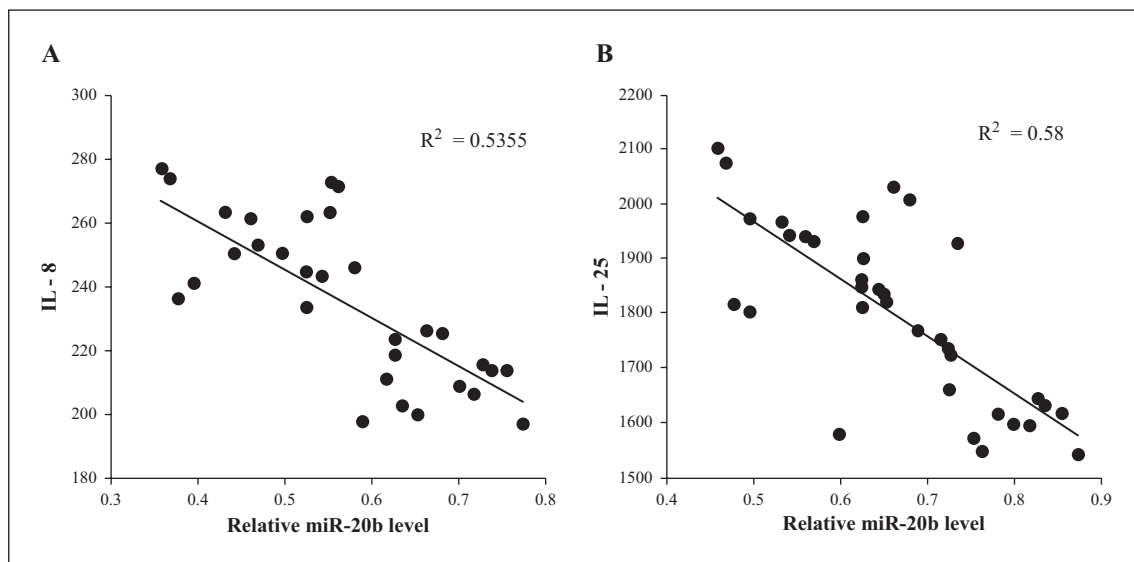 A
300
280
260
240
220
200
180
IL - 8
R² = 0.5355
0.3 0.4 0.5 0.6 0.7 0.8
Relative miR-20b level
B
2200
2100
2000
1900
1800
1700
1600
1500
IL - 25
R² = 0.58
0.4 0.5 0.6 0.7 0.8 0.9
Relative miR-20b level